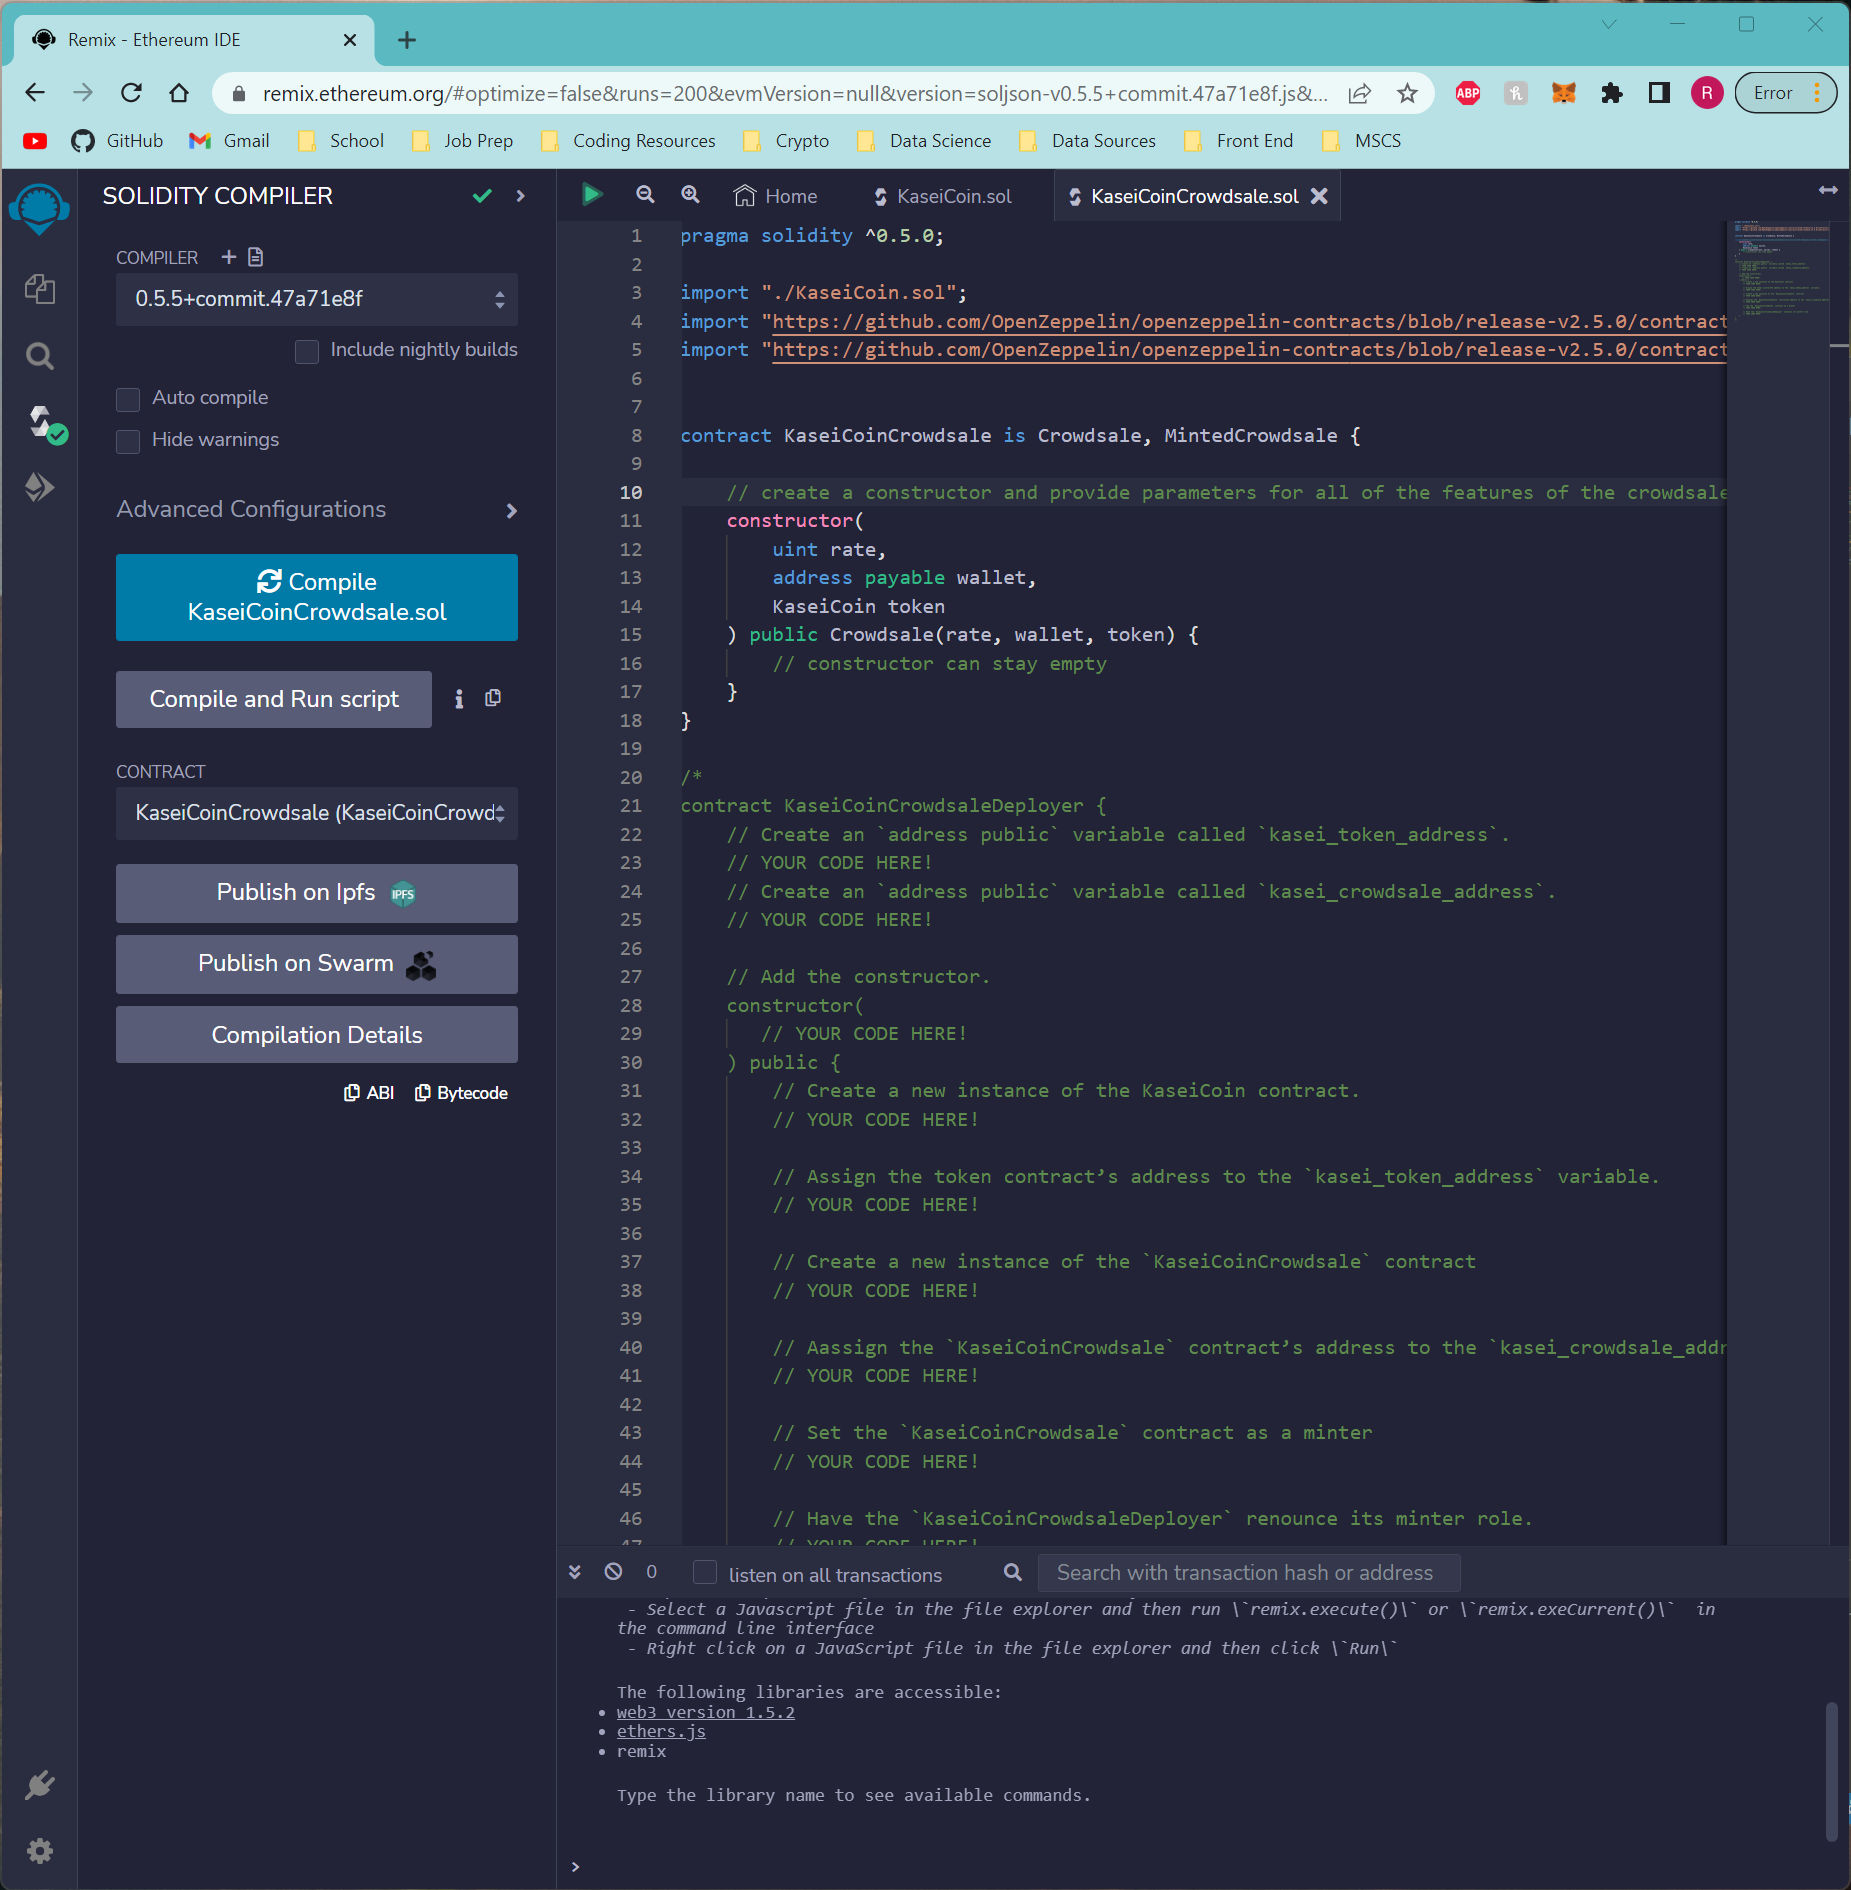 Remix - Ethereum IDE
remix.ethereum.org/#optimize=false&runs=200&evmVersion=null&version=soljson-v0.5.5+commit.47a71e8f.js&...
ABP
R
Error
GitHub
Gmail
School
Job Prep
Coding Resources
Crypto
Data Science
Data Sources
Front End
MSCS
SOLIDITY COMPILER
COMPILER
0.5.5+commit.47a71e8f
Include nightly builds
Auto compile
Hide warnings
Advanced Configurations
Compile
KaseiCoinCrowdsale.sol
Compile and Run script
CONTRACT
KaseiCoinCrowdsale (KaseiCoinCrowd
Publish on Ipfs IPFS
Publish on Swarm
Compilation Details
ABI
Bytecode
Home
KaseiCoin.sol
KaseiCoinCrowdsale.sol
1 pragma solidity ^0.5.0;
2
3 import "./KaseiCoin.sol";
4 import "https://github.com/OpenZeppelin/openzeppelin-contracts/blob/release-v2.5.0/contract
5 import "https://github.com/OpenZeppelin/openzeppelin-contracts/blob/release-v2.5.0/contract
6
7
8 contract KaseiCoinCrowdsale is Crowdsale, MintedCrowdsale {
9
10 // create a constructor and provide parameters for all of the features of the crowdsale
11 constructor(
12 uint rate,
13 address payable wallet,
14 KaseiCoin token
15 ) public Crowdsale(rate, wallet, token) {
16 // constructor can stay empty
17 }
18 }
19
20 /*
21 contract KaseiCoinCrowdsaleDeployer {
22 // Create an `address public` variable called `kasei_token_address`.
23 // YOUR CODE HERE!
24 // Create an `address public` variable called `kasei_crowdsale_address`.
25 // YOUR CODE HERE!
26
27 // Add the constructor.
28 constructor(
29 // YOUR CODE HERE!
30 ) public {
31 // Create a new instance of the KaseiCoin contract.
32 // YOUR CODE HERE!
33
34 // Assign the token contract’s address to the `kasei_token_address` variable.
35 // YOUR CODE HERE!
36
37 // Create a new instance of the `KaseiCoinCrowdsale` contract
38 // YOUR CODE HERE!
39
40 // Aassign the `KaseiCoinCrowdsale` contract’s address to the `kasei_crowdsale_addr
41 // YOUR CODE HERE!
42
43 // Set the `KaseiCoinCrowdsale` contract as a minter
44 // YOUR CODE HERE!
45
46 // Have the `KaseiCoinCrowdsaleDeployer` renounce its minter role.
47 // YOUR CODE HERE!
0
listen on all transactions
Search with transaction hash or address
- Select a Javascript file in the file explorer and then run \`remix.execute()\` or \`remix.exeCurrent()\` in
the command line interface
- Right click on a JavaScript file in the file explorer and then click \`Run\`
The following libraries are accessible:
• web3 version 1.5.2
• ethers.js
• remix
Type the library name to see available commands.
>